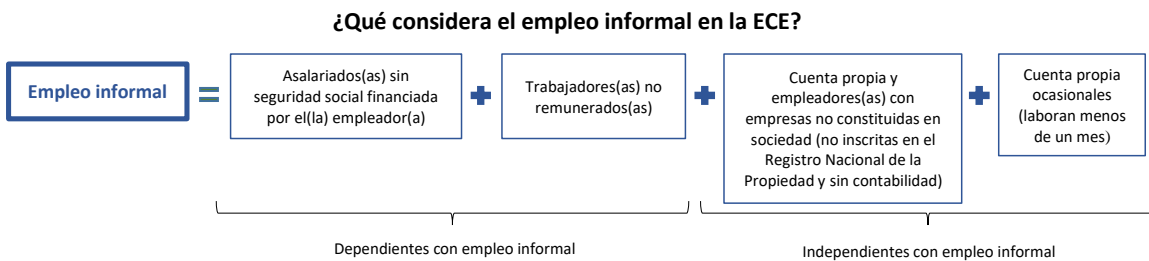 ¿Qué considera el empleo informal en la ECE?
Empleo informal
=
Asalariados(as) sin
seguridad social financiada
por el(la) empleador(a)
+
Trabajadores(as) no
remunerados(as)
+
Cuenta propia y
empleadores(as) con
empresas no constituidas en
sociedad (no inscritas en el
Registro Nacional de la
Propiedad y sin contabilidad)
+
Cuenta propia
ocasionales
(laboran menos
de un mes)
Dependientes con empleo informal
Independientes con empleo informal